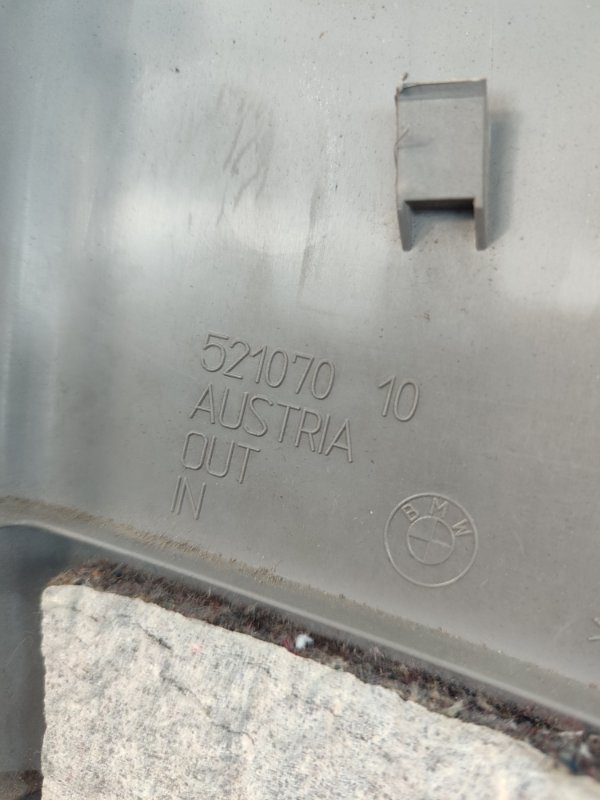 521070 10
AUSTRIA
OUT
IN
BMW